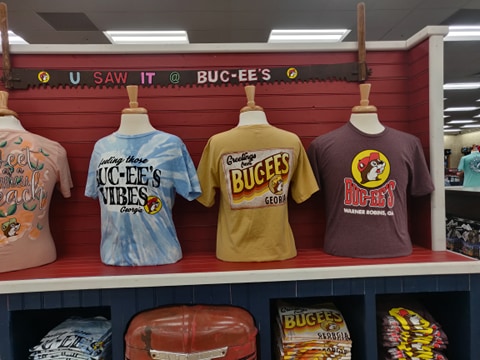 U SAW IT @ BUC-EE'S
feeling those
BUC-EE'S
VIBES
Georgia
Greetings
from
BUCEES
GEORGIA
BUC-EE'S
WARNER ROBINS, GA
BUCEES
GEORGIA